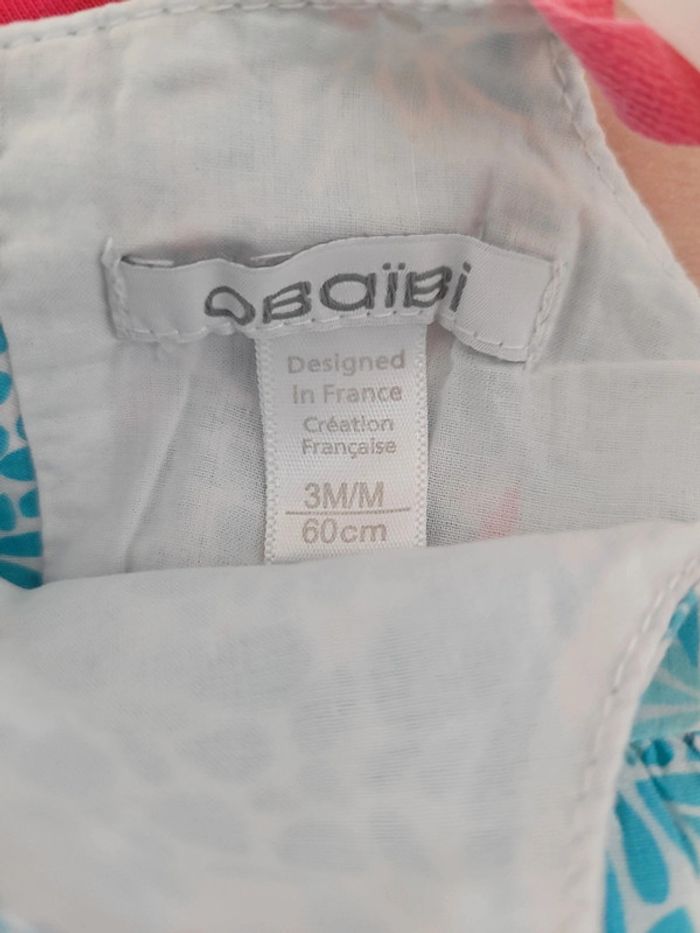 OBaïBi
Designed
in France
Création
Française
3M/M
60cm